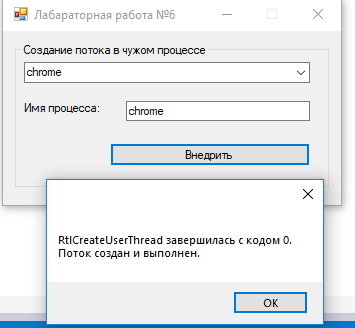 Лабараторная работа №6
Создание потока в чужом процессе
chrome
Имя процесса:
chrome
Внедрить
RtlCreateUserThread завершилась с кодом 0.
Поток создан и выполнен.
OK